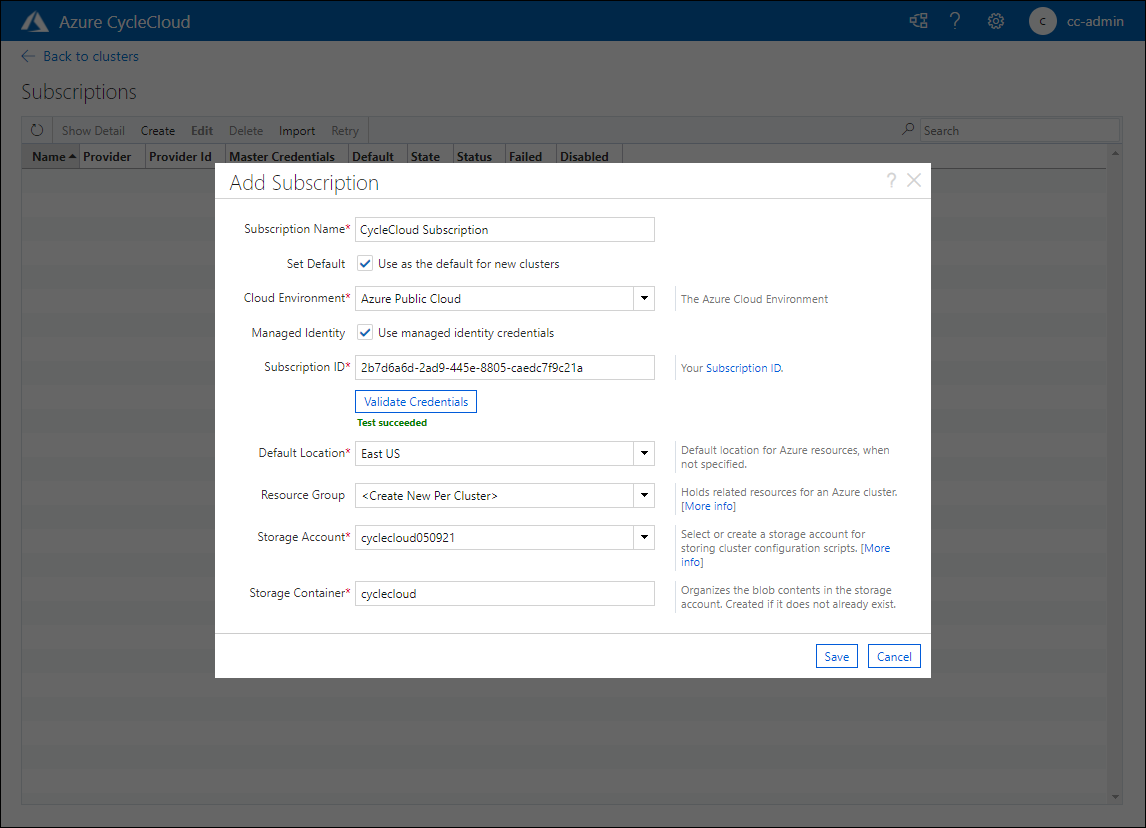 Azure CycleCloud
? C cc-admin
Back to clusters
Subscriptions
Show Detail Create Edit Delete Import Retry Search
Name Provider Provider Id Master Credentials Default State Status Failed Disabled
Add Subscription ?
Subscription Name* CycleCloud Subscription
Set Default Use as the default for new clusters
Cloud Environment* Azure Public Cloud The Azure Cloud Environment
Managed Identity Use managed identity credentials
Subscription ID* 2b7d6a6d-2ad9-445e-8805-caedc7f9c21a Your Subscription ID.
Validate Credentials
Test succeeded
Default Location* East US Default location for Azure resources, when
not specified.
Resource Group <Create New Per Cluster> Holds related resources for an Azure cluster.
[More info]
Storage Account* cyclecloud050921 Select or create a storage account for
storing cluster configuration scripts. [More
info]
Storage Container* cyclecloud Organizes the blob contents in the storage
account. Created if it does not already exist.
Save Cancel